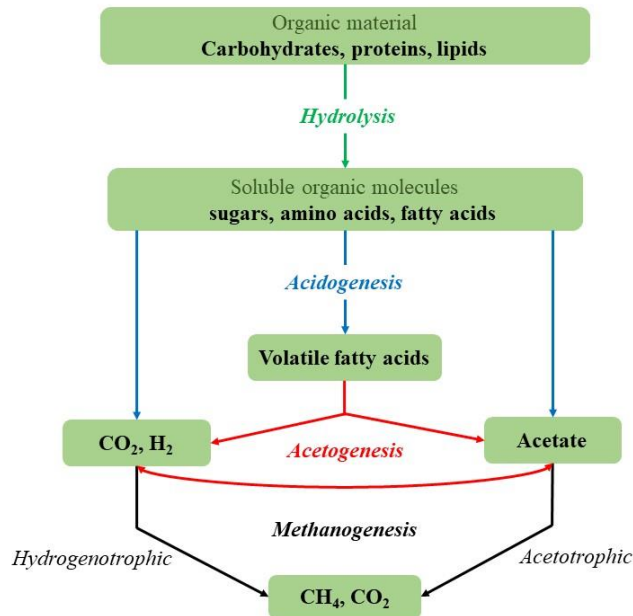 Organic material
Carbohydrates, proteins, lipids
Hydrolysis
Soluble organic molecules
sugars, amino acids, fatty acids
Acidogenesis
Volatile fatty acids
CO₂, H₂
Acetogenesis
Acetate
Methanogenesis
Hydrogenotrophic
Acetotrophic
CH₄, CO₂